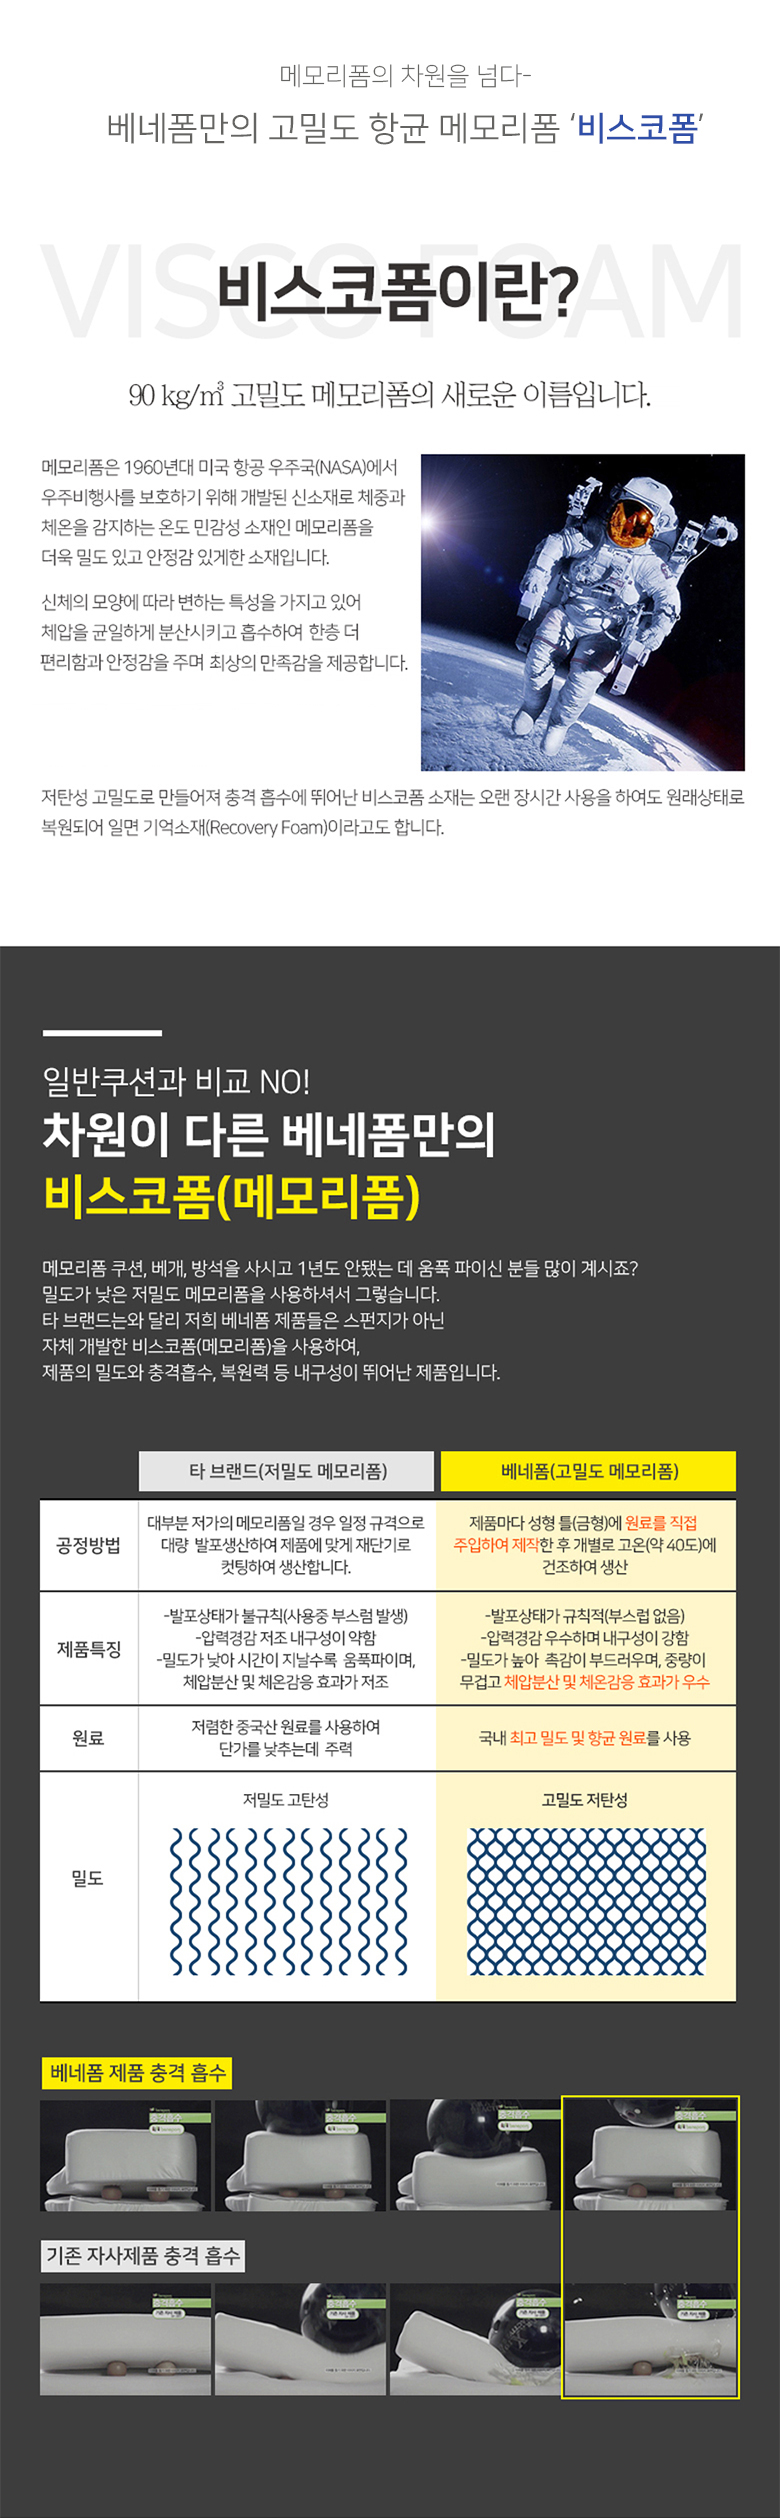 메모리폼의 차원을 넘다-
베네폼만의 고밀도 항균 메모리폼 ‘비스코폼’
VISCO FOAM
비스코폼이란?
90 kg/㎥ 고밀도 메모리폼의 새로운 이름입니다.
메모리폼은 1960년대 미국 항공 우주국(NASA)에서
우주비행사를 보호하기 위해 개발된 신소재로 체중과
체온을 감지하는 온도 민감성 소재인 메모리폼을
더욱 밀도 있고 안정감 있게한 소재입니다.
신체의 모양에 따라 변하는 특성을 가지고 있어
체압을 균일하게 분산시키고 흡수하여 한층 더
편리함과 안정감을 주며 최상의 만족감을 제공합니다.
저탄성 고밀도로 만들어져 충격 흡수에 뛰어난 비스코폼 소재는 오랜 장시간 사용을 하여도 원래상태로
복원되어 일면 기억소재(Recovery Foam)이라고도 합니다.
일반쿠션과 비교 NO!
차원이 다른 베네폼만의
비스코폼(메모리폼)
메모리폼 쿠션, 베개, 방석을 사시고 1년도 안됐는 데 움푹 파이신 분들 많이 계시죠?
밀도가 낮은 저밀도 메모리폼을 사용하셔서 그렇습니다.
타 브랜드는와 달리 저희 베네폼 제품들은 스펀지가 아닌
자체 개발한 비스코폼(메모리폼)을 사용하여,
제품의 밀도와 충격흡수, 복원력 등 내구성이 뛰어난 제품입니다.
타 브랜드(저밀도 메모리폼)
베네폼(고밀도 메모리폼)
공정방법
대부분 저가의 메모리폼일 경우 일정 규격으로
대량 발포생산하여 제품에 맞게 재단기로
컷팅하여 생산합니다.
제품마다 성형 틀(금형)에 원료를 직접
주입하여 제작한 후 개별로 고온(약 40도)에
건조하여 생산
제품특징
-발포상태가 불규칙(사용중 부스럼 발생)
-압력경감 저조 내구성이 약함
-밀도가 낮아 시간이 지날수록 움푹파이며,
체압분산 및 체온감응 효과가 저조
-발포상태가 규칙적(부스럽 없음)
-압력경감 우수하며 내구성이 강함
-밀도가 높아 촉감이 부드러우며, 중량이
무겁고 체압분산 및 체온감응 효과가 우수
원료
저렴한 중국산 원료를 사용하여
단가를 낮추는데 주력
국내 최고 밀도 및 향균 원료를 사용
밀도
저밀도 고탄성
고밀도 저탄성
베네폼 제품 충격 흡수
충격흡수
충격흡수
충격흡수
충격흡수
기존 자사제품 충격 흡수
충격흡수
충격흡수
충격흡수
충격흡수